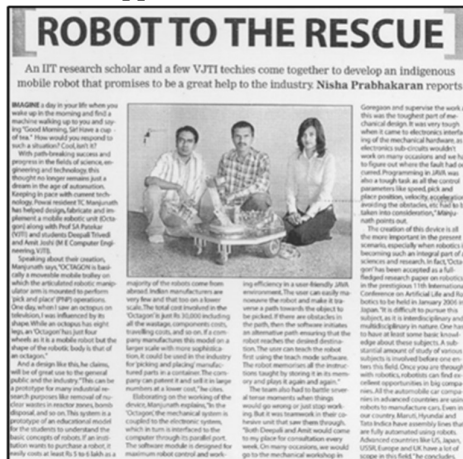 ROBOT TO THE RESCUE
An IIT research scholar and a few VJTI techies come together to develop an indigenous
mobile robot that promises to be a great help to the industry. Nisha Prabhakaran reports
IMAGINE a day in your life when you
wake up in the morning and find a
machine walking up to you and say-
ing "Good Morning, Sir! Have a cup
of tea." How would you respond to
such a situation? Cool, isn't it?
With path-breaking success and
progress in the fields of science, en-
gineering and technology, this
thought no longer remains just a
dream in the age of automation.
Keeping in pace with current tech-
nology, Powai resident TC Manjunath
has helped design, fabricate and im-
plement a mobile robotic unit (Octa-
gon) along with Prof SA Patekar
(VJTI) and students Deepali Trivedi
and Amit Joshi (M E Computer Engi-
neering, VJTI).
Speaking about their creation,
Manjunath says, "OCTAGON is basi-
cally a movable mobile trolley on
which the articulated robotic manip-
ulator arm is mounted to perform
'pick and place' (PNP) operations.
One day, when I saw an octopus on
television, I was influenced by its
shape. While an octopus has eight
legs, an 'Octagon' has just four
wheels as it is a mobile robot but the
shape of the robotic body is that of
an octagon."
And a design like this, he claims,
will be of great use to the general
public and the industry. "This can be
a prototype for many industrial re-
search purposes like removal of nu-
clear wastes in reactor zones, bomb
disposal, and so on. This system is a
prototype of an educational model
for the students to understand the
basic concepts of robots. If an insti-
tution wants to purchase a robot, it
easily costs at least Rs 5 to 6 lakh as a
majority of the robots come from
abroad. Indian manufacturers are
very few and that too on a lower
scale. The total cost involved in the
'Octagon' is just Rs 30,000 including
all the wastage, components costs,
travelling costs, and so on. If a com-
pany manufactures this model on a
larger scale with more sophistica-
tion, it could be used in the industry
for 'picking and placing' manufac-
tured parts in a container. The com-
pany can patent it and sell it in large
numbers at a lower cost," he cites.
Elaborating on the working of the
device, Manjunath explains, "In the
'Octagon', the mechanical system is
coupled to the electronic system,
which in turn is interfaced to the
computer through its parallel port.
The software module is designed for
maximum robot control and work-
ing efficiency in a user friendly JAVA
environment. The user can easily ma-
noeuvre the robot and make it tra-
verse a path towards the object to
be picked. If there are obstacles in
the path, then the software initiates
an alternative path ensuring that the
robot reaches the desired destina-
tion. The user can teach the robot
first using the teach mode software.
The robot memorises all the instruc-
tions taught by storing it as its mem-
ory and plays it again and again."
The team also had to battle sever-
al tense moments when things
would go wrong or just stop work-
ing. But it was teamwork in their co-
hesive unit that saw them through.
"Both Deepali and Amit would come
to my place for consultation every
week. On many occasions, we would
go to the mechanical workshop in
Goregaon and supervise the work
this was the toughest part of me-
chanical design. It was very tough
when it came to electronics interfac-
ing of the mechanical hardware, as
electronics sub-circuits wouldn't
work on many occasions and we had
to figure out where the fault had oc-
curred. Programming in JAVA was
also a tough task as all the control
parameters like speed, pick and
place position, velocity, acceleration,
avoiding the obstacles, etc had to be
taken into consideration," Manju-
nath points out.
The creation of this device is all
the more important in the present
scenario, especially when robotics is
becoming such an integral part of
sciences and research. In fact, 'Octa-
gon' has been accepted as a full-
fledged research paper on robotics
in the prestigious 11th International
Conference on Artificial Life and Ro-
botics to be held in January 2006 in
Japan. "It is difficult to pursue this
subject, as it is interdisciplinary and
multidisciplinary in nature. One has
to have at least some basic knowl-
edge about these subjects. A sub-
stantial amount of study of various
subjects is involved before one en-
ters this field. Once you are through
with robotics, robotists can find ex-
cellent opportunities in big compa-
nies. All the automobile car compa-
nies in advanced countries are using
robots to manufacture cars. Even in
our country, Maruti, Hyundai and
Tata Indica have assembly lines that
are fully automated using robots.
Advanced countries like US, Japan,
USSR, Europe and UK have a lot of
scope in this field," he concludes.